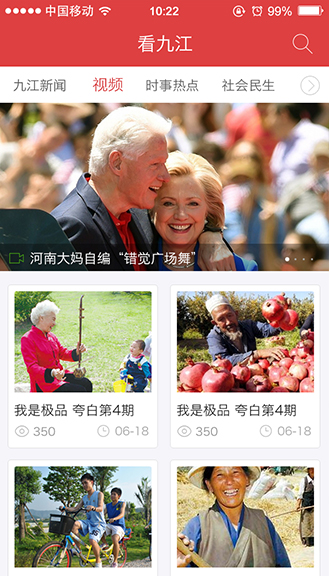 中国移动 10:22 99%
看九江
九江新闻 视频 时事热点 社会民生
河南大妈自编“错觉广场舞”
我是极品 夸白第4期
350 06-18
我是极品 夸白第4期
350 06-18